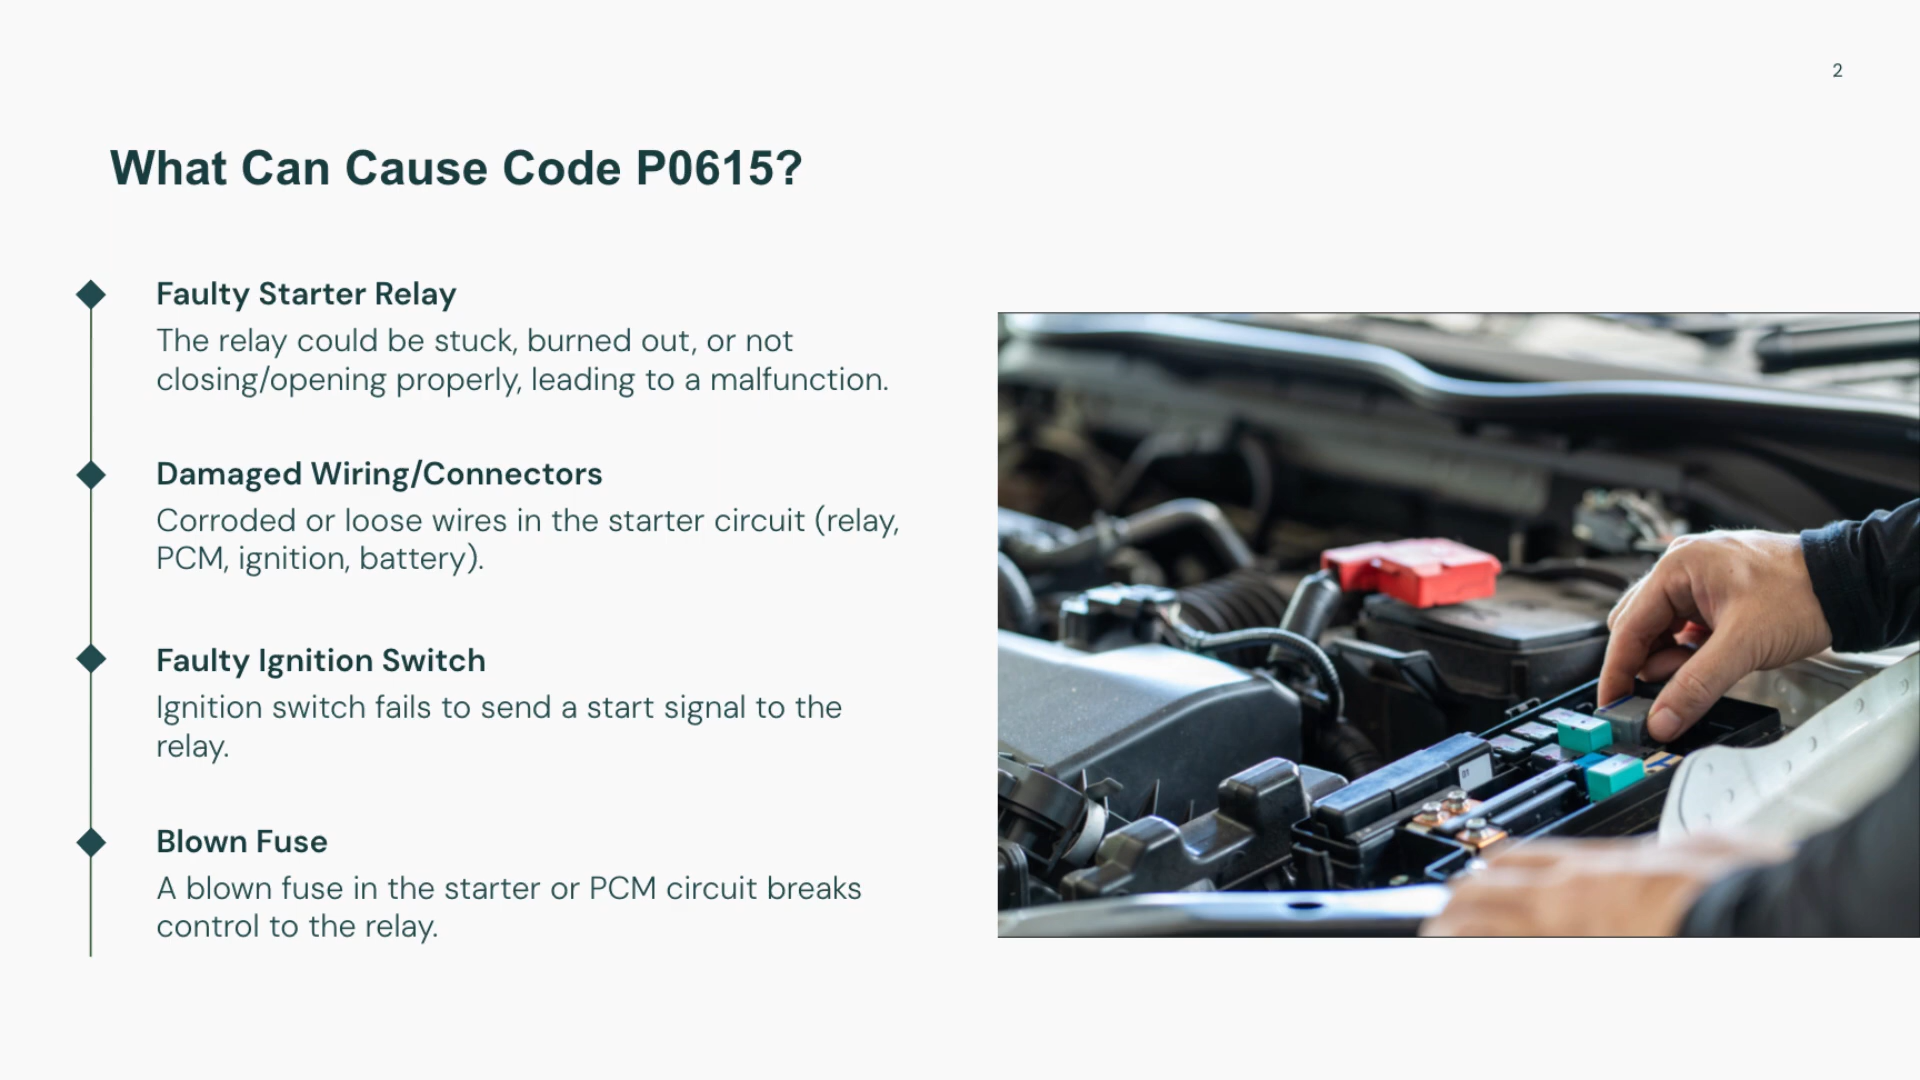 2
What Can Cause Code P0615?
Faulty Starter Relay
The relay could be stuck, burned out, or not
closing/opening properly, leading to a malfunction.
Damaged Wiring/Connectors
Corroded or loose wires in the starter circuit (relay,
PCM, ignition, battery).
Faulty Ignition Switch
Ignition switch fails to send a start signal to the
relay.
Blown Fuse
A blown fuse in the starter or PCM circuit breaks
control to the relay.